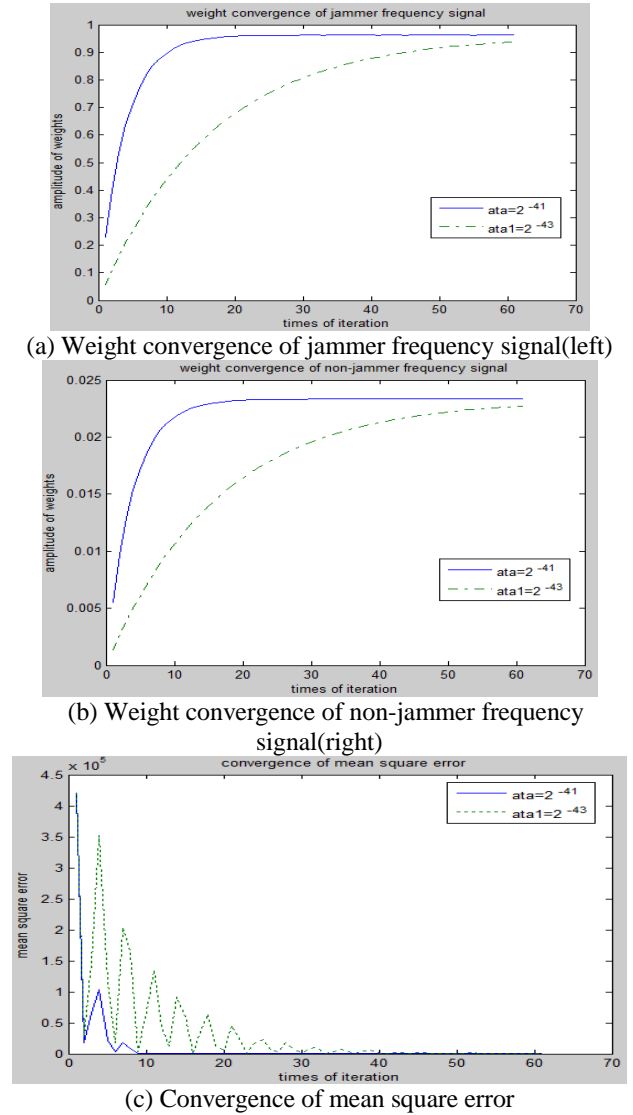 weight convergence of jammer frequency signal
1
0.9
0.8
0.7
0.6
0.5
0.4
0.3
0.2
0.1
0
amplitude of weights
ata=2 -41
ata1=2 -43
0 10 20 30 40 50 60 70
times of iteration
(a) Weight convergence of jammer frequency signal(left)
weight convergence of non-jammer frequency signal
0.025
0.02
0.015
0.01
0.005
0
amplitude of weights
ata=2 -41
ata1=2 -43
0 10 20 30 40 50 60 70
times of iteration
(b) Weight convergence of non-jammer frequency
signal(right)
convergence of mean square error
× 10 5
4.5
4
3.5
3
2.5
2
1.5
1
0.5
0
mean square error
ata=2 -41
ata1=2 -43
0 10 20 30 40 50 60 70
times of iteration
(c) Convergence of mean square error